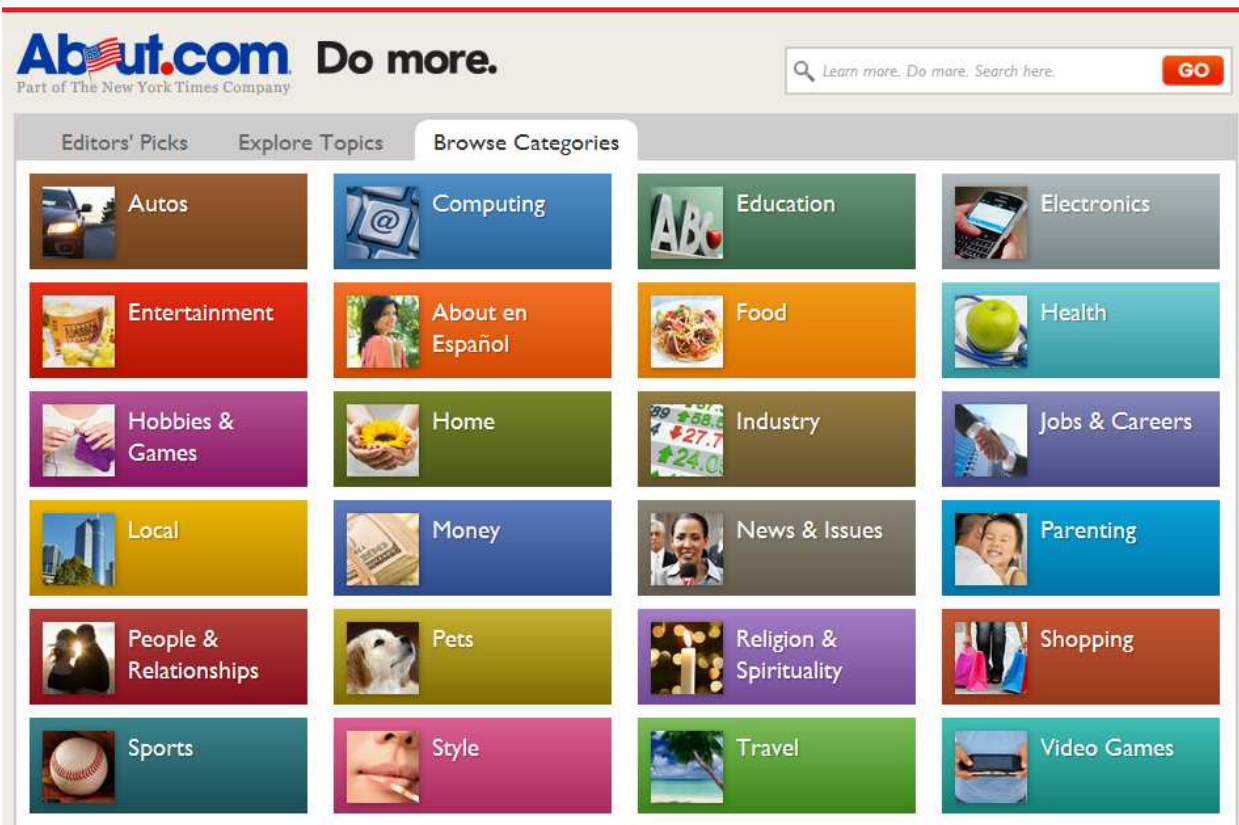 About.com Do more.
Part of The New York Times Company
Learn more. Do more. Search here.
GO
Editors' Picks Explore Topics Browse Categories
Autos
Computing
@
Education
ABC
Electronics
Entertainment
About en
Español
Food
Health
Hobbies &
Games
Home
Industry
Jobs & Careers
Local
Money
News & Issues
Parenting
People &
Relationships
Pets
Religion &
Spirituality
Shopping
Sports
Style
Travel
Video Games